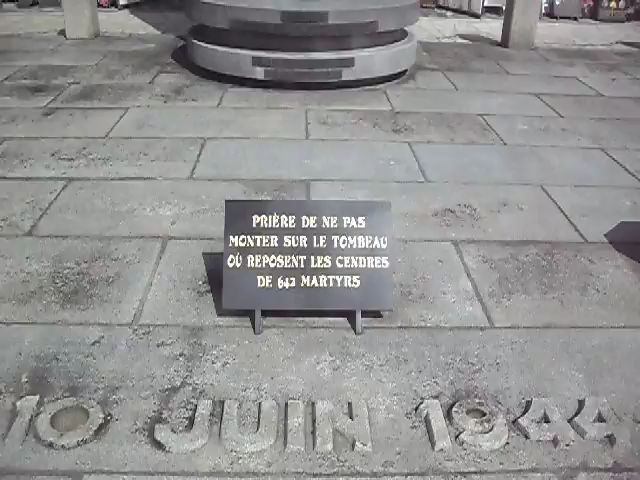 PRIÈRE DE NE PAS
MONTER SUR LE TOMBEAU
OÙ REPOSENT LES CENDRES
DE 642 MARTYRS
10 JUIN 1944